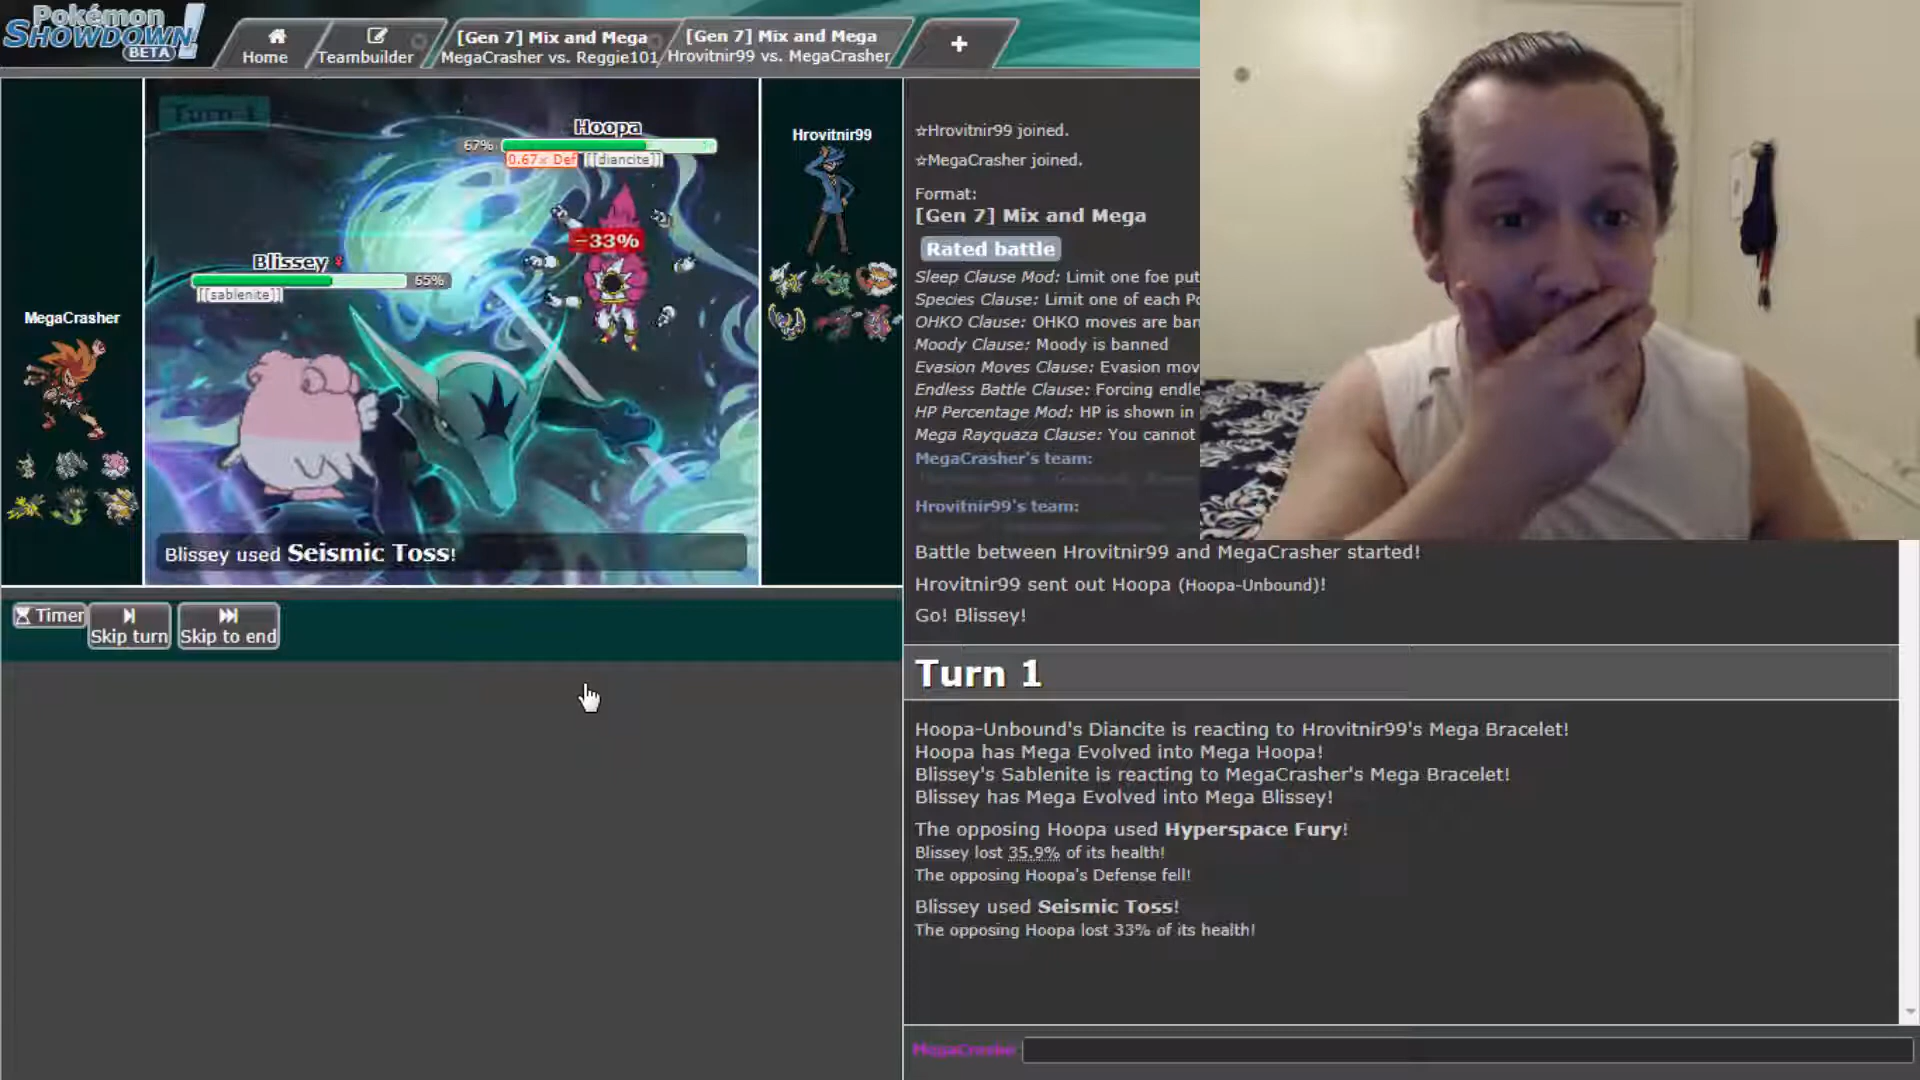 Pokémon
SHOWDOWN!
BETA
Home
Teambuilder
[Gen 7] Mix and Mega
MegaCrasher vs. Reggie101
[Gen 7] Mix and Mega
Hrovitnir99 vs. MegaCrasher
+
Turn 1
Hoopa
67%
0.67× Def [[diancite]]
-33%
Blissey
65%
[[sablenite]]
MegaCrasher
Hrovitnir99
Blissey used Seismic Toss!
Timer
Skip turn
Skip to end
☆Hrovitnir99 joined.
☆MegaCrasher joined.
Format:
[Gen 7] Mix and Mega
Rated battle
Sleep Clause Mod: Limit one foe put
Species Clause: Limit one of each Po
OHKO Clause: OHKO moves are ban
Moody Clause: Moody is banned
Evasion Moves Clause: Evasion mov
Endless Battle Clause: Forcing endle
HP Percentage Mod: HP is shown in
Mega Rayquaza Clause: You cannot
MegaCrasher's team:
Hrovitnir99's team:
Battle between Hrovitnir99 and MegaCrasher started!
Hrovitnir99 sent out Hoopa (Hoopa-Unbound)!
Go! Blissey!
Turn 1
Hoopa-Unbound's Diancite is reacting to Hrovitnir99's Mega Bracelet!
Hoopa has Mega Evolved into Mega Hoopa!
Blissey's Sablenite is reacting to MegaCrasher's Mega Bracelet!
Blissey has Mega Evolved into Mega Blissey!
The opposing Hoopa used Hyperspace Fury!
Blissey lost 35.9% of its health!
The opposing Hoopa's Defense fell!
Blissey used Seismic Toss!
The opposing Hoopa lost 33% of its health!
MegaCrasher